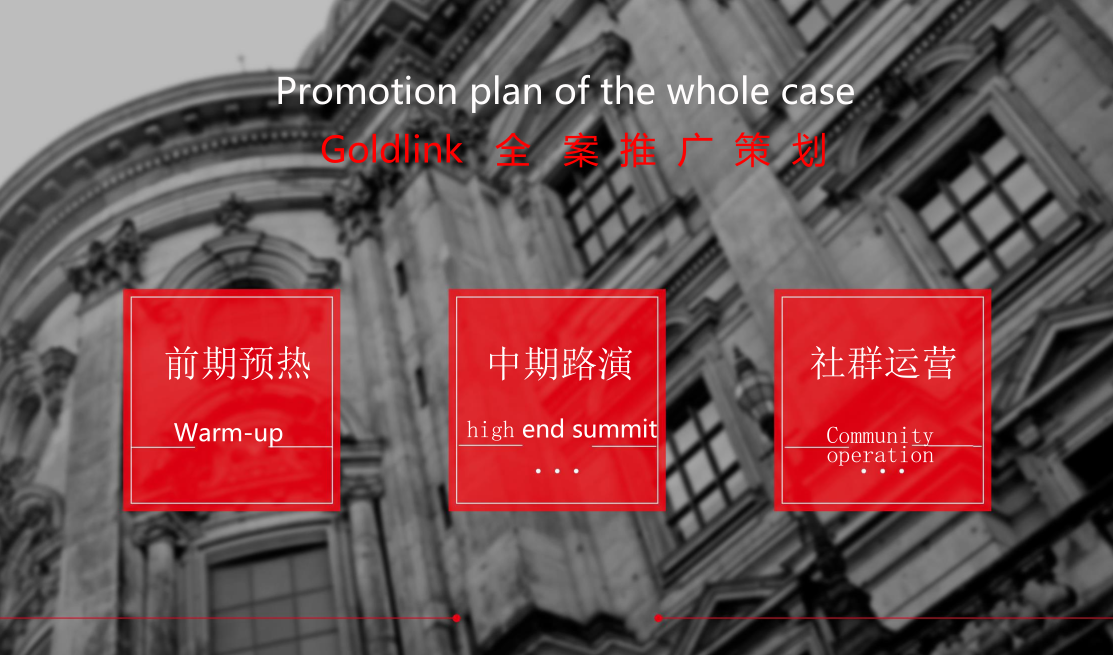 Promotion plan of the whole case
Goldlink 全 案 推 广 策 划
前期预热
Warm-up
中期路演
high end summit
社群运营
Community
operation